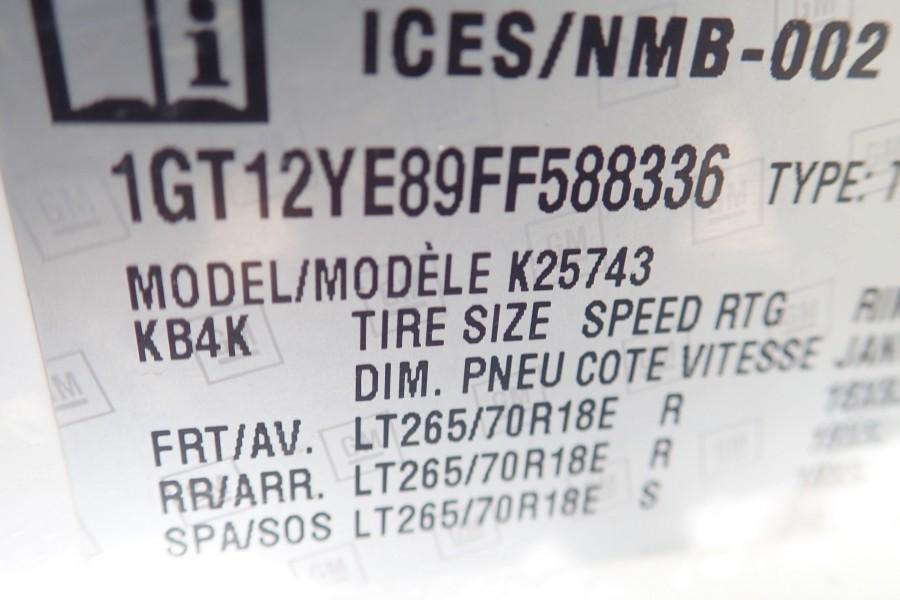 ICES/NMB-002
1GT12YE89FF588336 TYPE:
MODEL/MODÈLE K25743
KB4K TIRE SIZE SPEED RTG
DIM. PNEU COTE VITESSE
FRT/AV. LT265/70R18E R
RR/ARR. LT265/70R18E R
SPA/SOS LT265/70R18E S